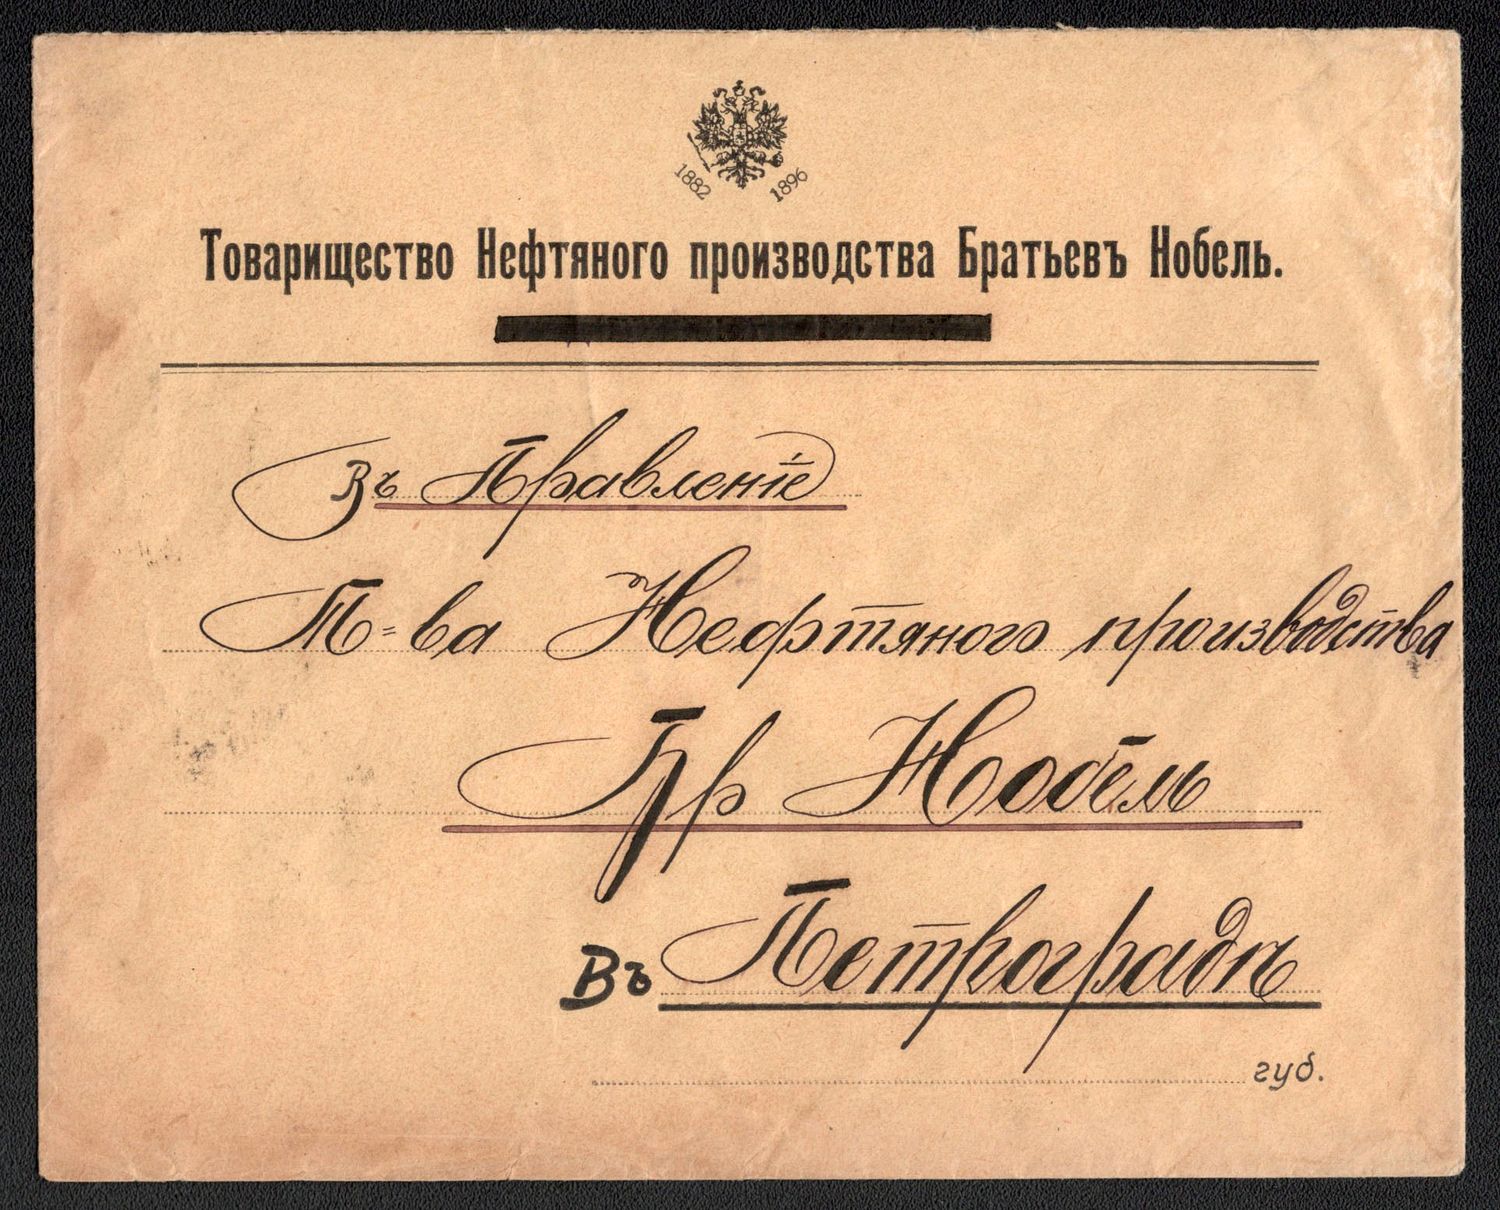 1882 1896
Товарищество Нефтяного производства Братьевъ Нобель.
Въ Правленіе
Т=ва Нефтяного производства
Бр Нобель
Въ Петроградъ
губ.